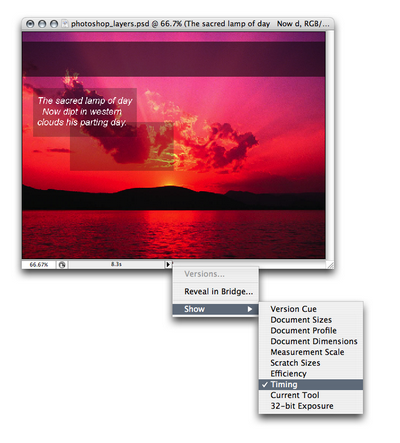 photoshop_layers.psd @ 66.7% (The sacred lamp of day   Now d, RGB/...
The sacred lamp of day
Now dipt in western
clouds his parting day.
66.67%
8.3s
Versions...
Reveal in Bridge...
Show
Version Cue
Document Sizes
Document Profile
Document Dimensions
Measurement Scale
Scratch Sizes
Efficiency
✓ Timing
Current Tool
32-bit Exposure